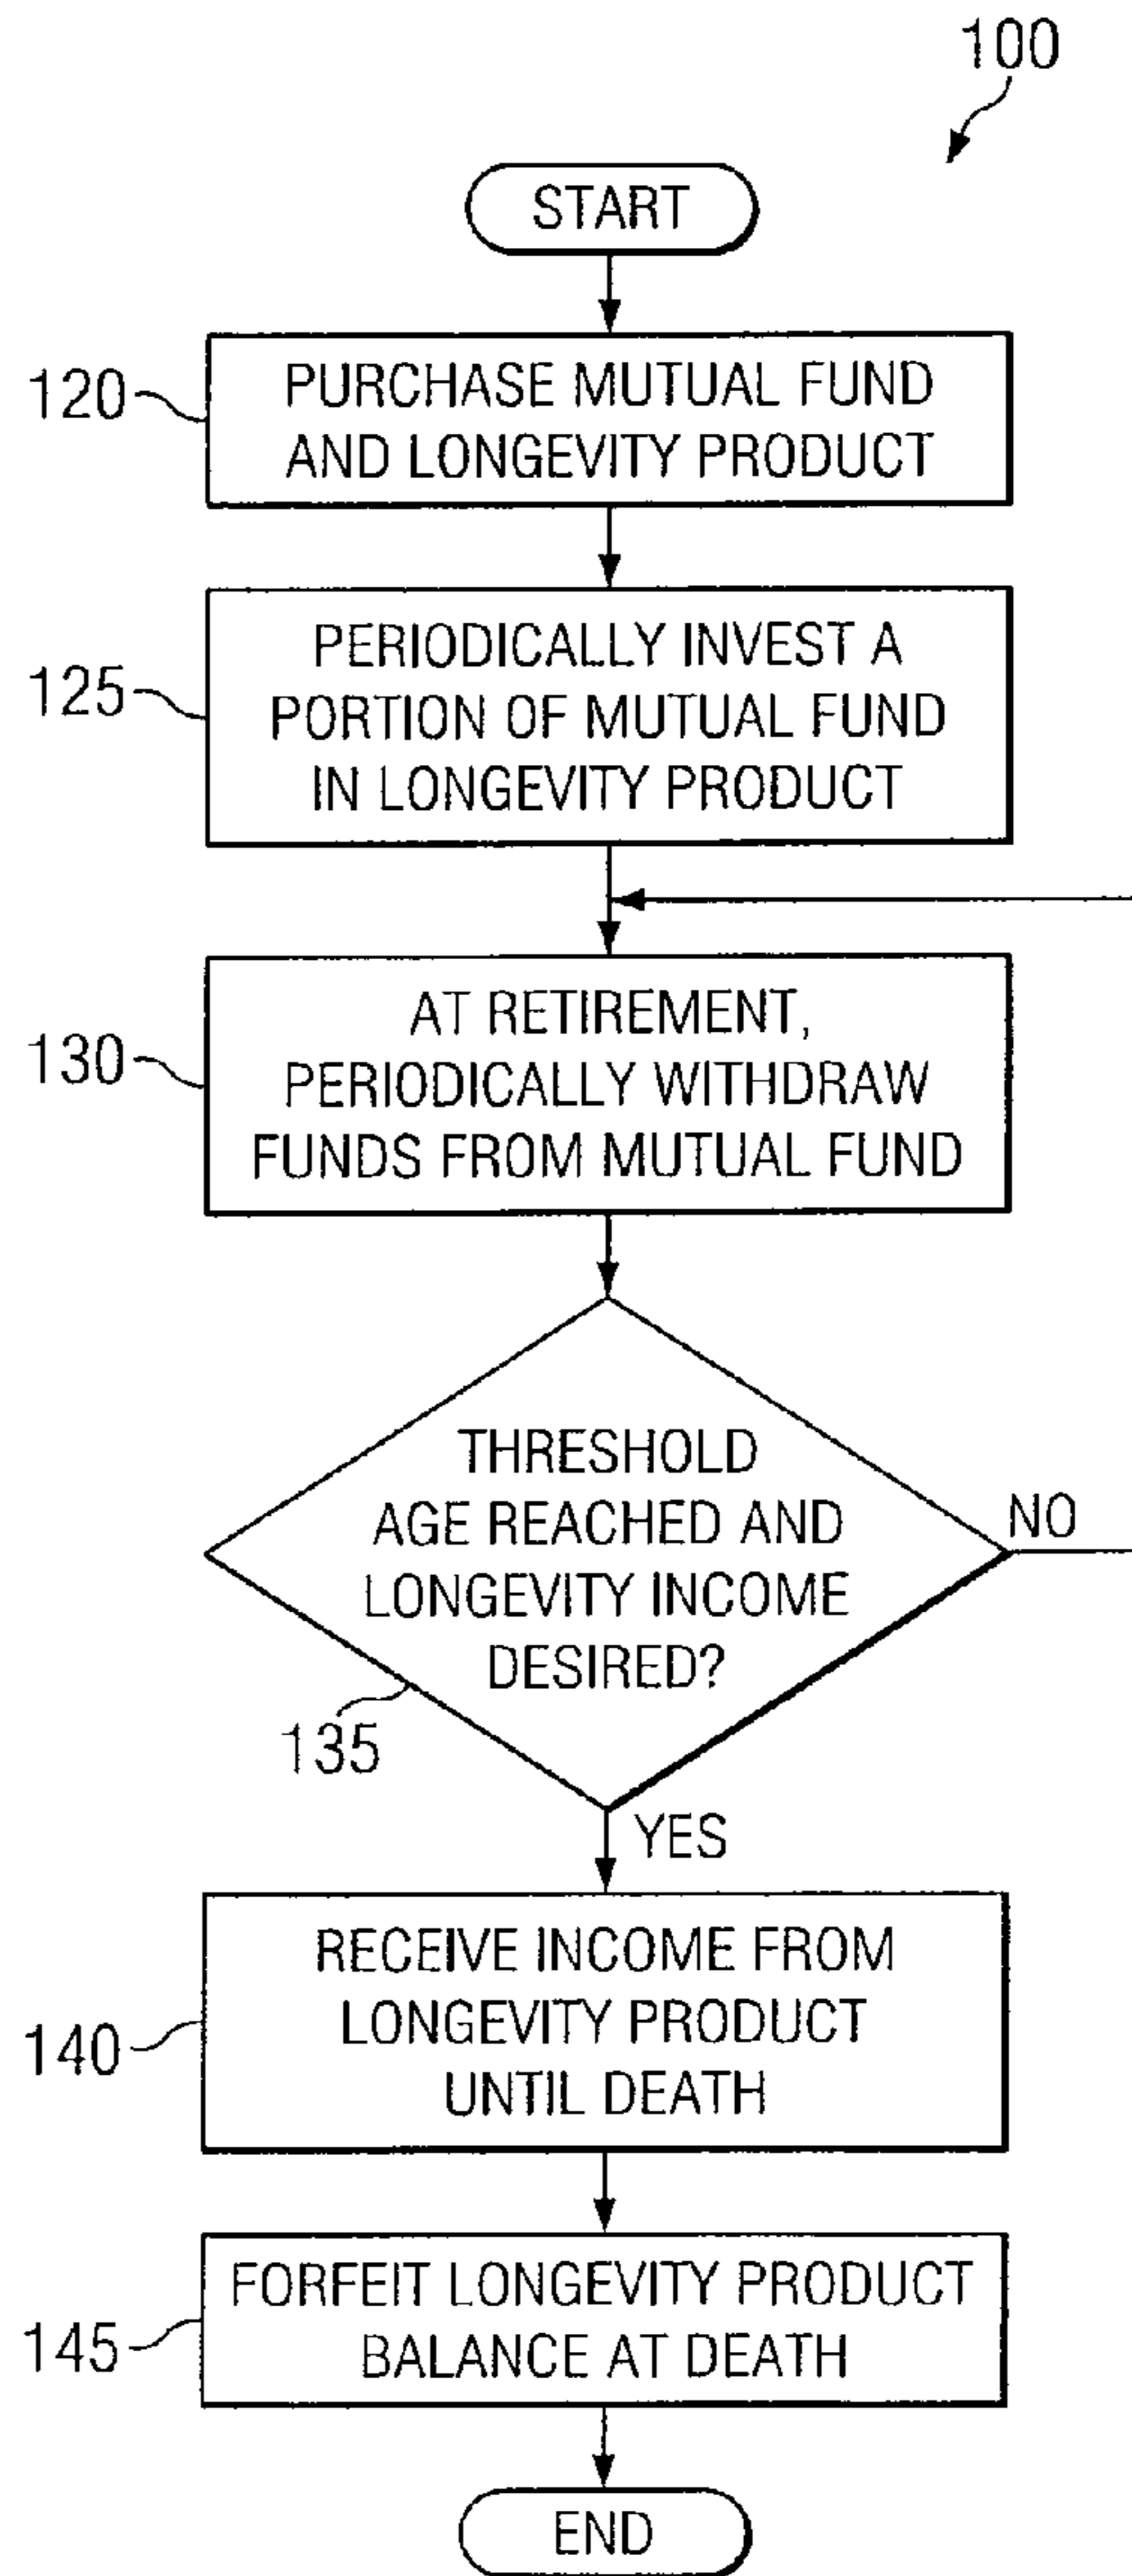 100
START
120
PURCHASE MUTUAL FUND
AND LONGEVITY PRODUCT
125
PERIODICALLY INVEST A
PORTION OF MUTUAL FUND
IN LONGEVITY PRODUCT
130
AT RETIREMENT,
PERIODICALLY WITHDRAW
FUNDS FROM MUTUAL FUND
THRESHOLD
AGE REACHED AND
LONGEVITY INCOME
DESIRED?
NO
135
YES
140
RECEIVE INCOME FROM
LONGEVITY PRODUCT
UNTIL DEATH
145
FORFEIT LONGEVITY PRODUCT
BALANCE AT DEATH
END